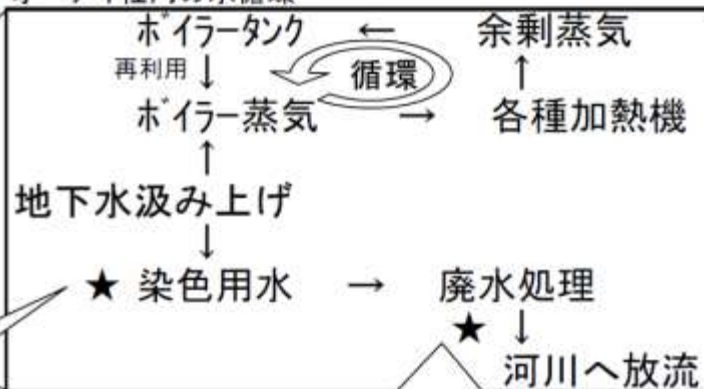 ボイラータンク ← 余剰蒸気
再利用 ↓ 循環 ↑
ボイラー蒸気 → 各種加熱機
↑
地下水汲み上げ
↓
★ 染色用水 → 廃水処理
★ ↓
河川へ放流